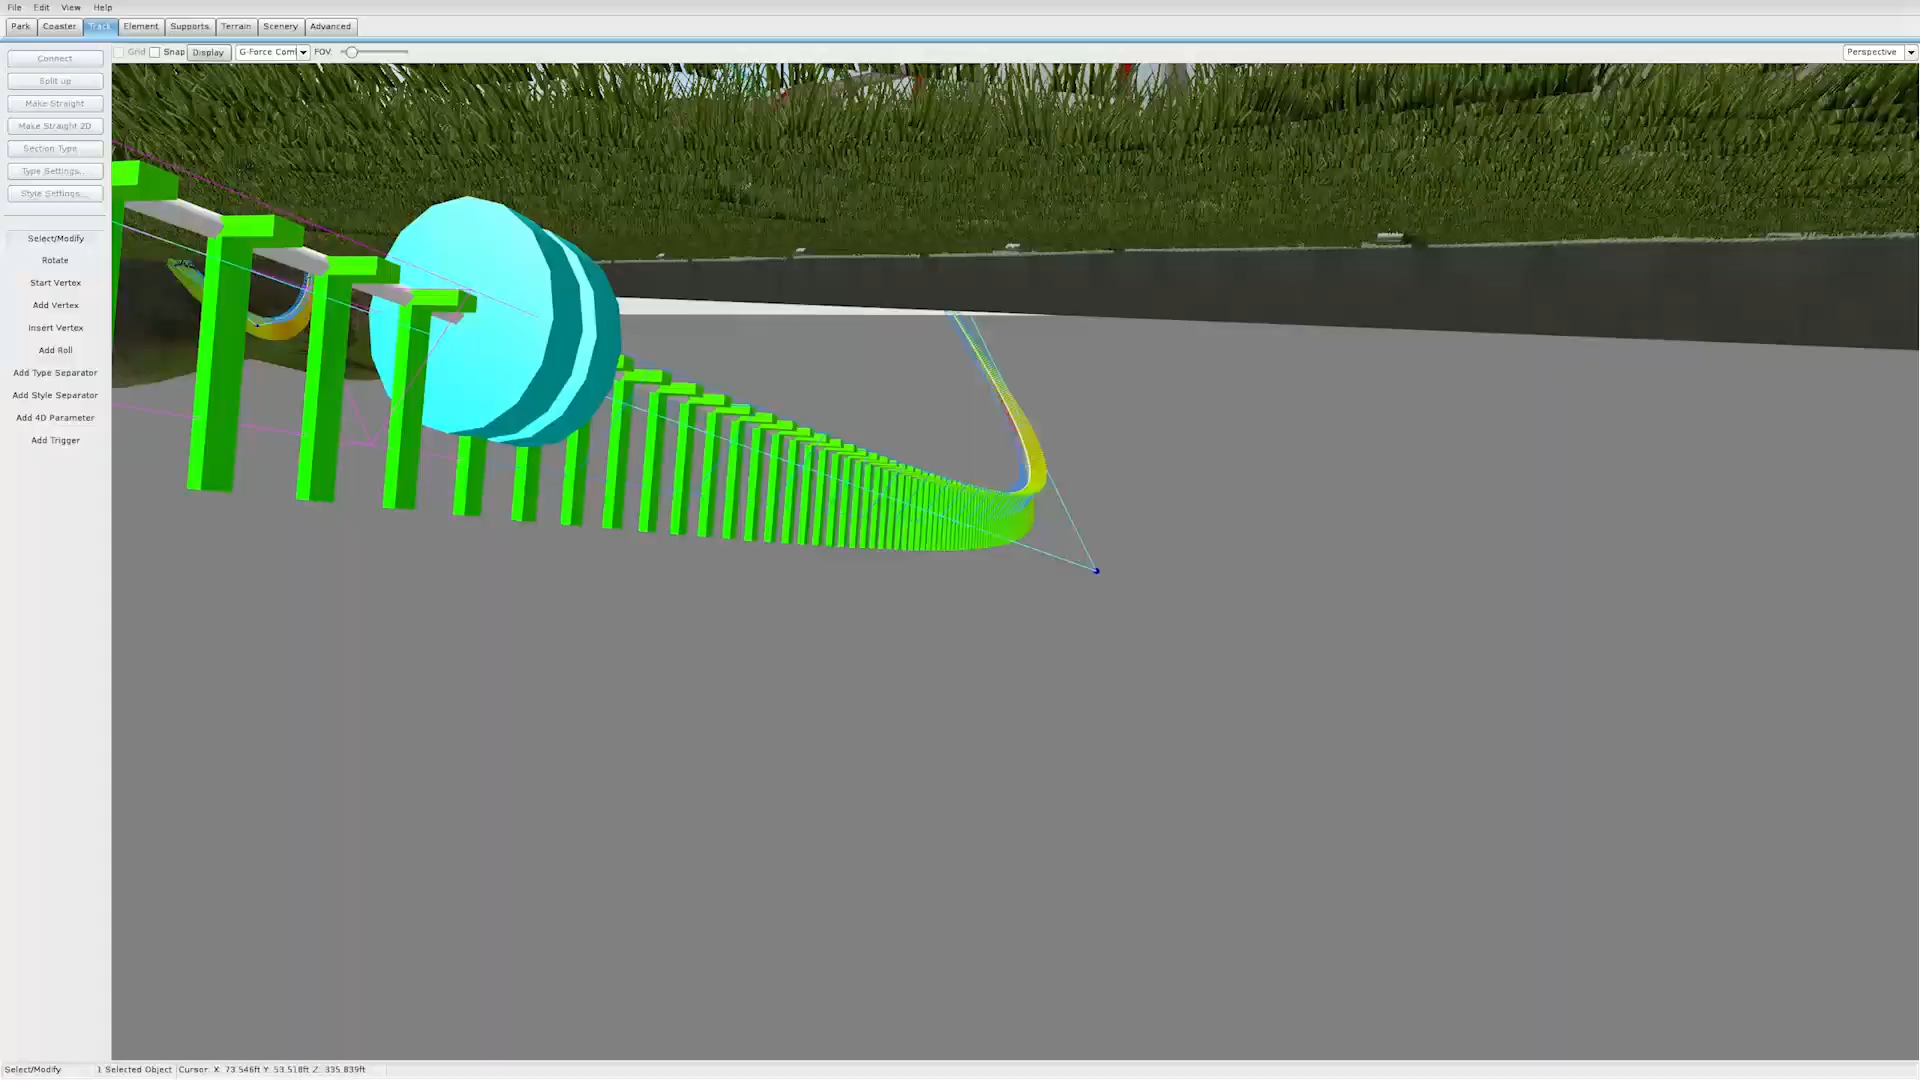 File Edit View Help
Park Coaster Track Element Supports Terrain Scenery Advanced
Grid Snap Display G-Force Coml FOV: Perspective
Connect
Split up
Make Straight
Make Straight 2D
Section Type
Type Settings...
Style Settings...
Select/Modify
Rotate
Start Vertex
Add Vertex
Insert Vertex
Add Roll
Add Type Separator
Add Style Separator
Add 4D Parameter
Add Trigger
Select/Modify 1 Selected Object Cursor: X: 73.546ft Y: 53.518ft Z: 335.839ft